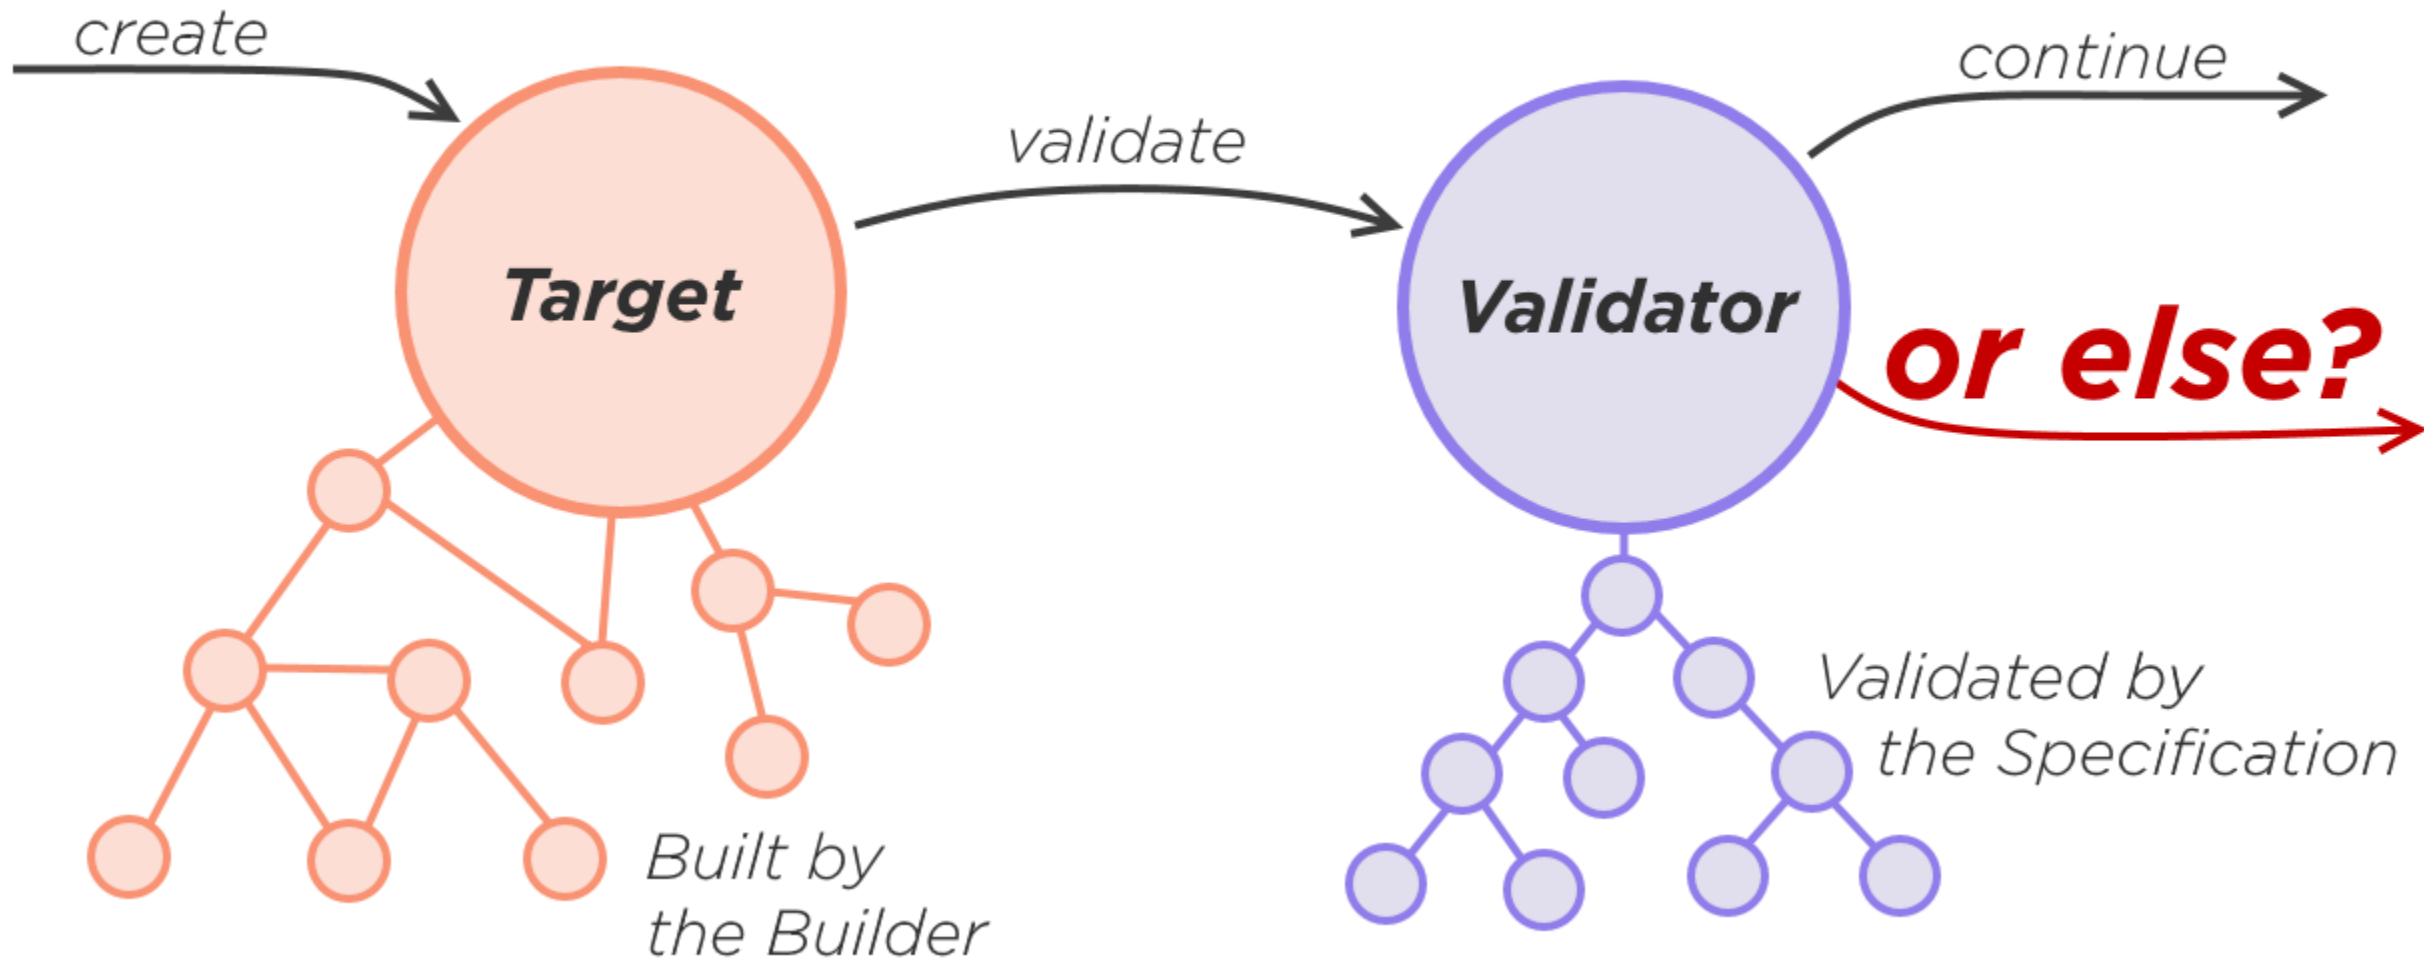 create
continue
validate
Target
Validator
or else?
Validated by
the Specification
Built by
the Builder